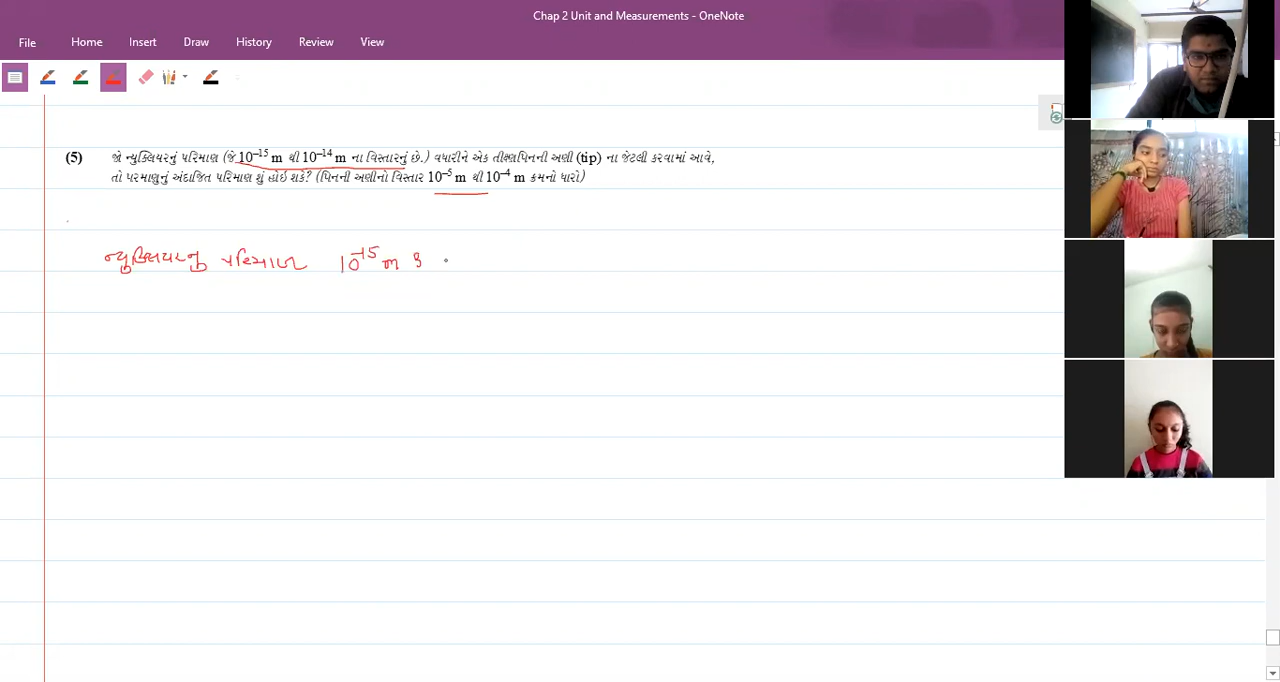 Chap 2 Unit and Measurements - OneNote
File Home Insert Draw History Review View
(5) જો ન્યુક્લિયરનું પરિમાણ (જે 10⁻¹⁵ m થી 10⁻¹⁴ m ના વિસ્તારનું છે.) વધારીને એક તીક્ષ્ણપિનની અણી (tip) ના જેટલી કરવામાં આવે,
તો પરમાણુનું અંદાજિત પરિમાણ શું હોઇ શકે? (પિનની અણીનો વિસ્તાર 10⁻⁵ m થી 10⁻⁴ m ક્રમનો ધારો)
ન્યુક્લિયરનુ પરિમાણ 10⁻¹⁵ m